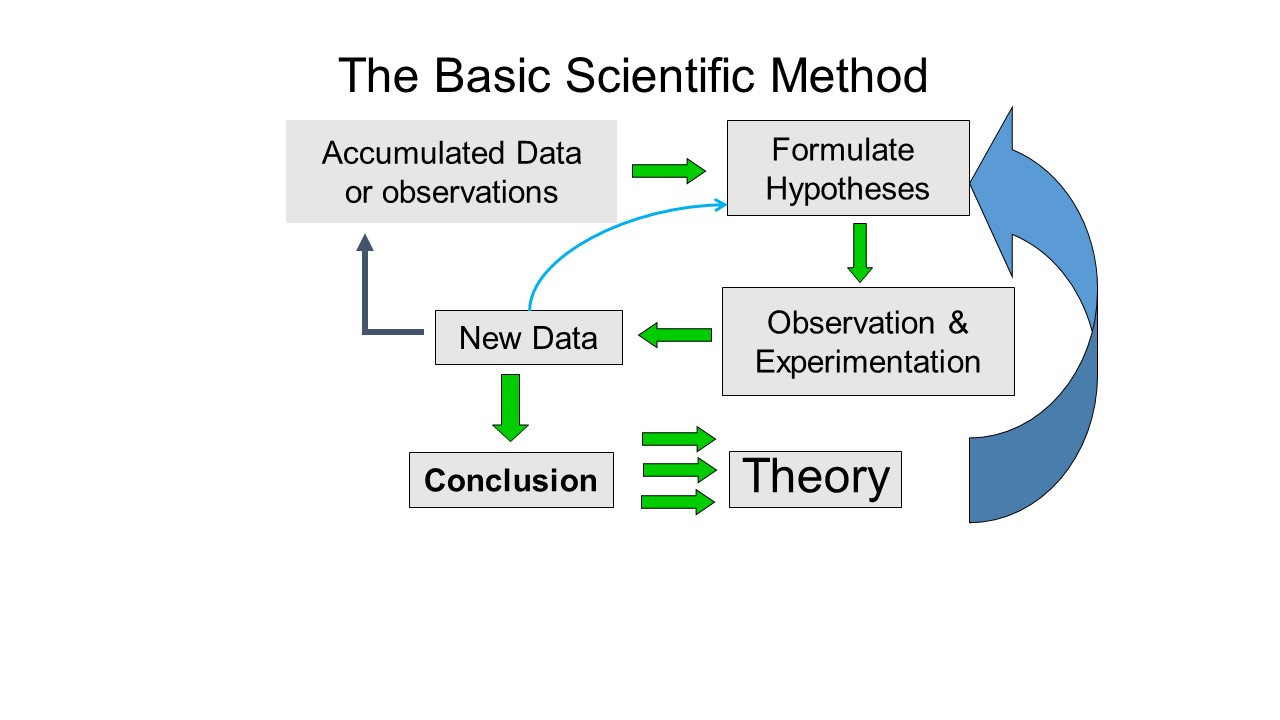 The Basic Scientific Method
Accumulated Data
or observations
Formulate
Hypotheses
Observation &
Experimentation
New Data
Conclusion
Theory